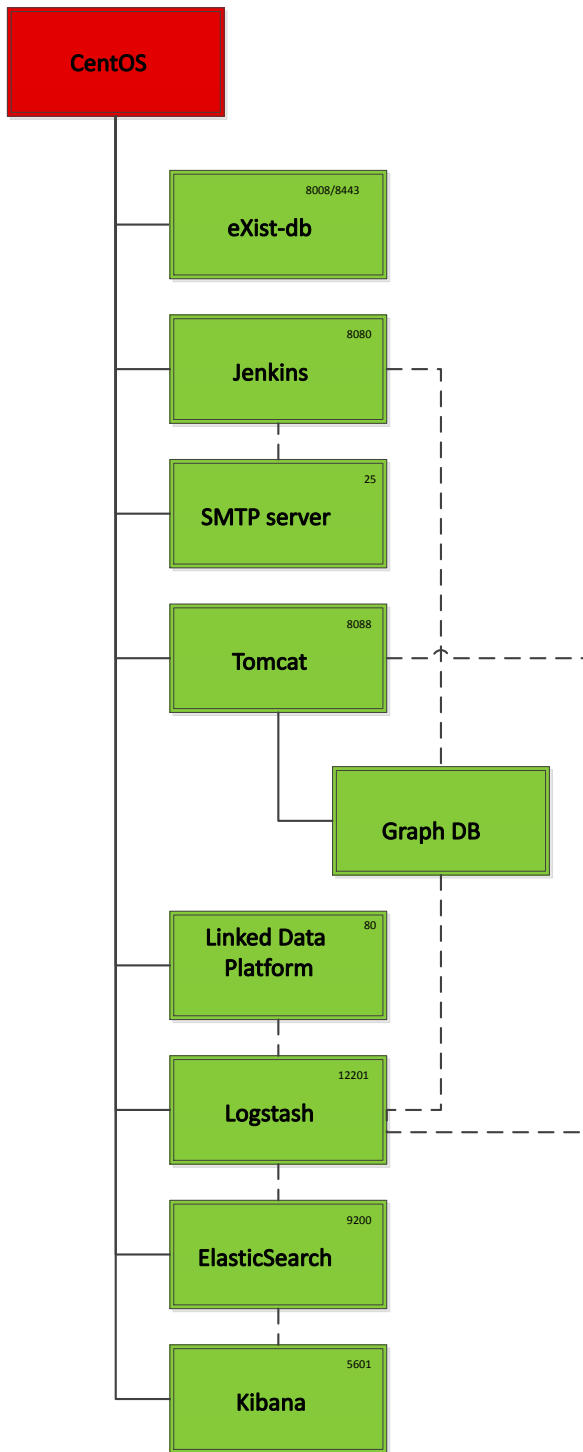 CentOS
8008/8443
eXist-db
8080
Jenkins
25
SMTP server
8088
Tomcat
Graph DB
80
Linked Data
Platform
12201
Logstash
9200
ElasticSearch
5601
Kibana